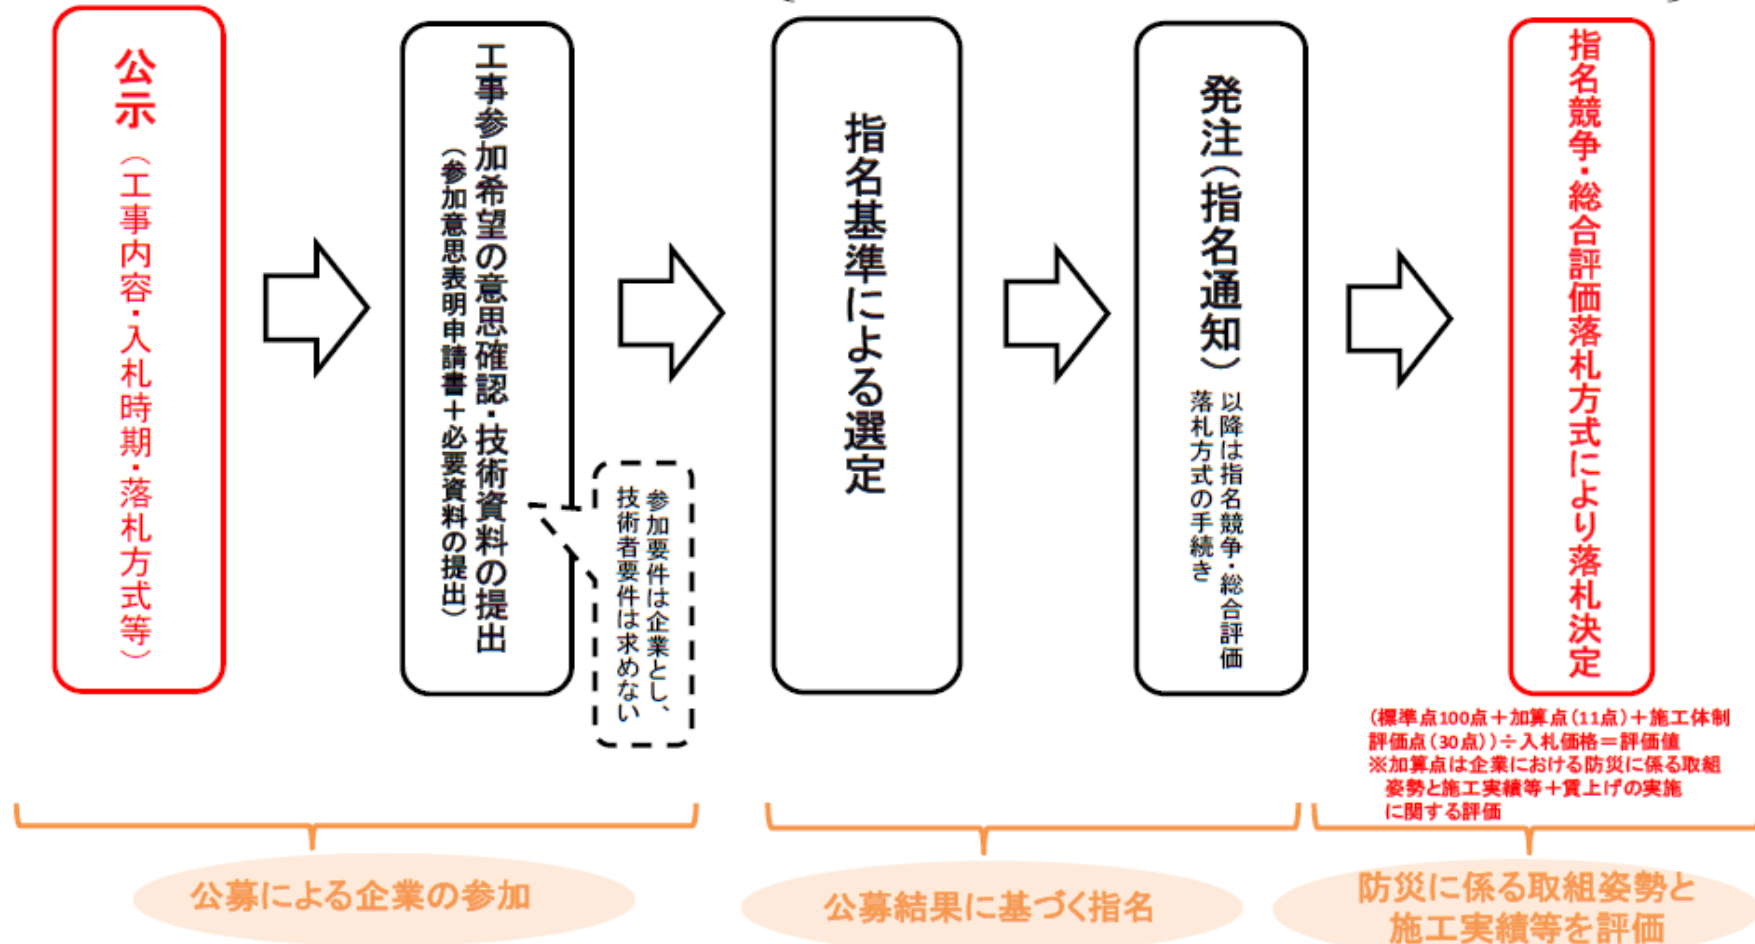 公示（工事内容・入札時期・落札方式等）
工事参加希望の意思確認・技術資料の提出
（参加意思表明申請書＋必要資料の提出）
参加要件は企業とし、
技術者要件は求めない
指名基準による選定
発注（指名通知）
以降は指名競争・総合評価
落札方式の手続き
指名競争・総合評価落札方式により落札決定
（標準点100点＋加算点（11点）＋施工体制
評価点（30点））÷入札価格＝評価値
※加算点は企業における防災に係る取組
姿勢と施工実績等＋賃上げの実施
に関する評価
公募による企業の参加
公募結果に基づく指名
防災に係る取組姿勢と
施工実績等を評価